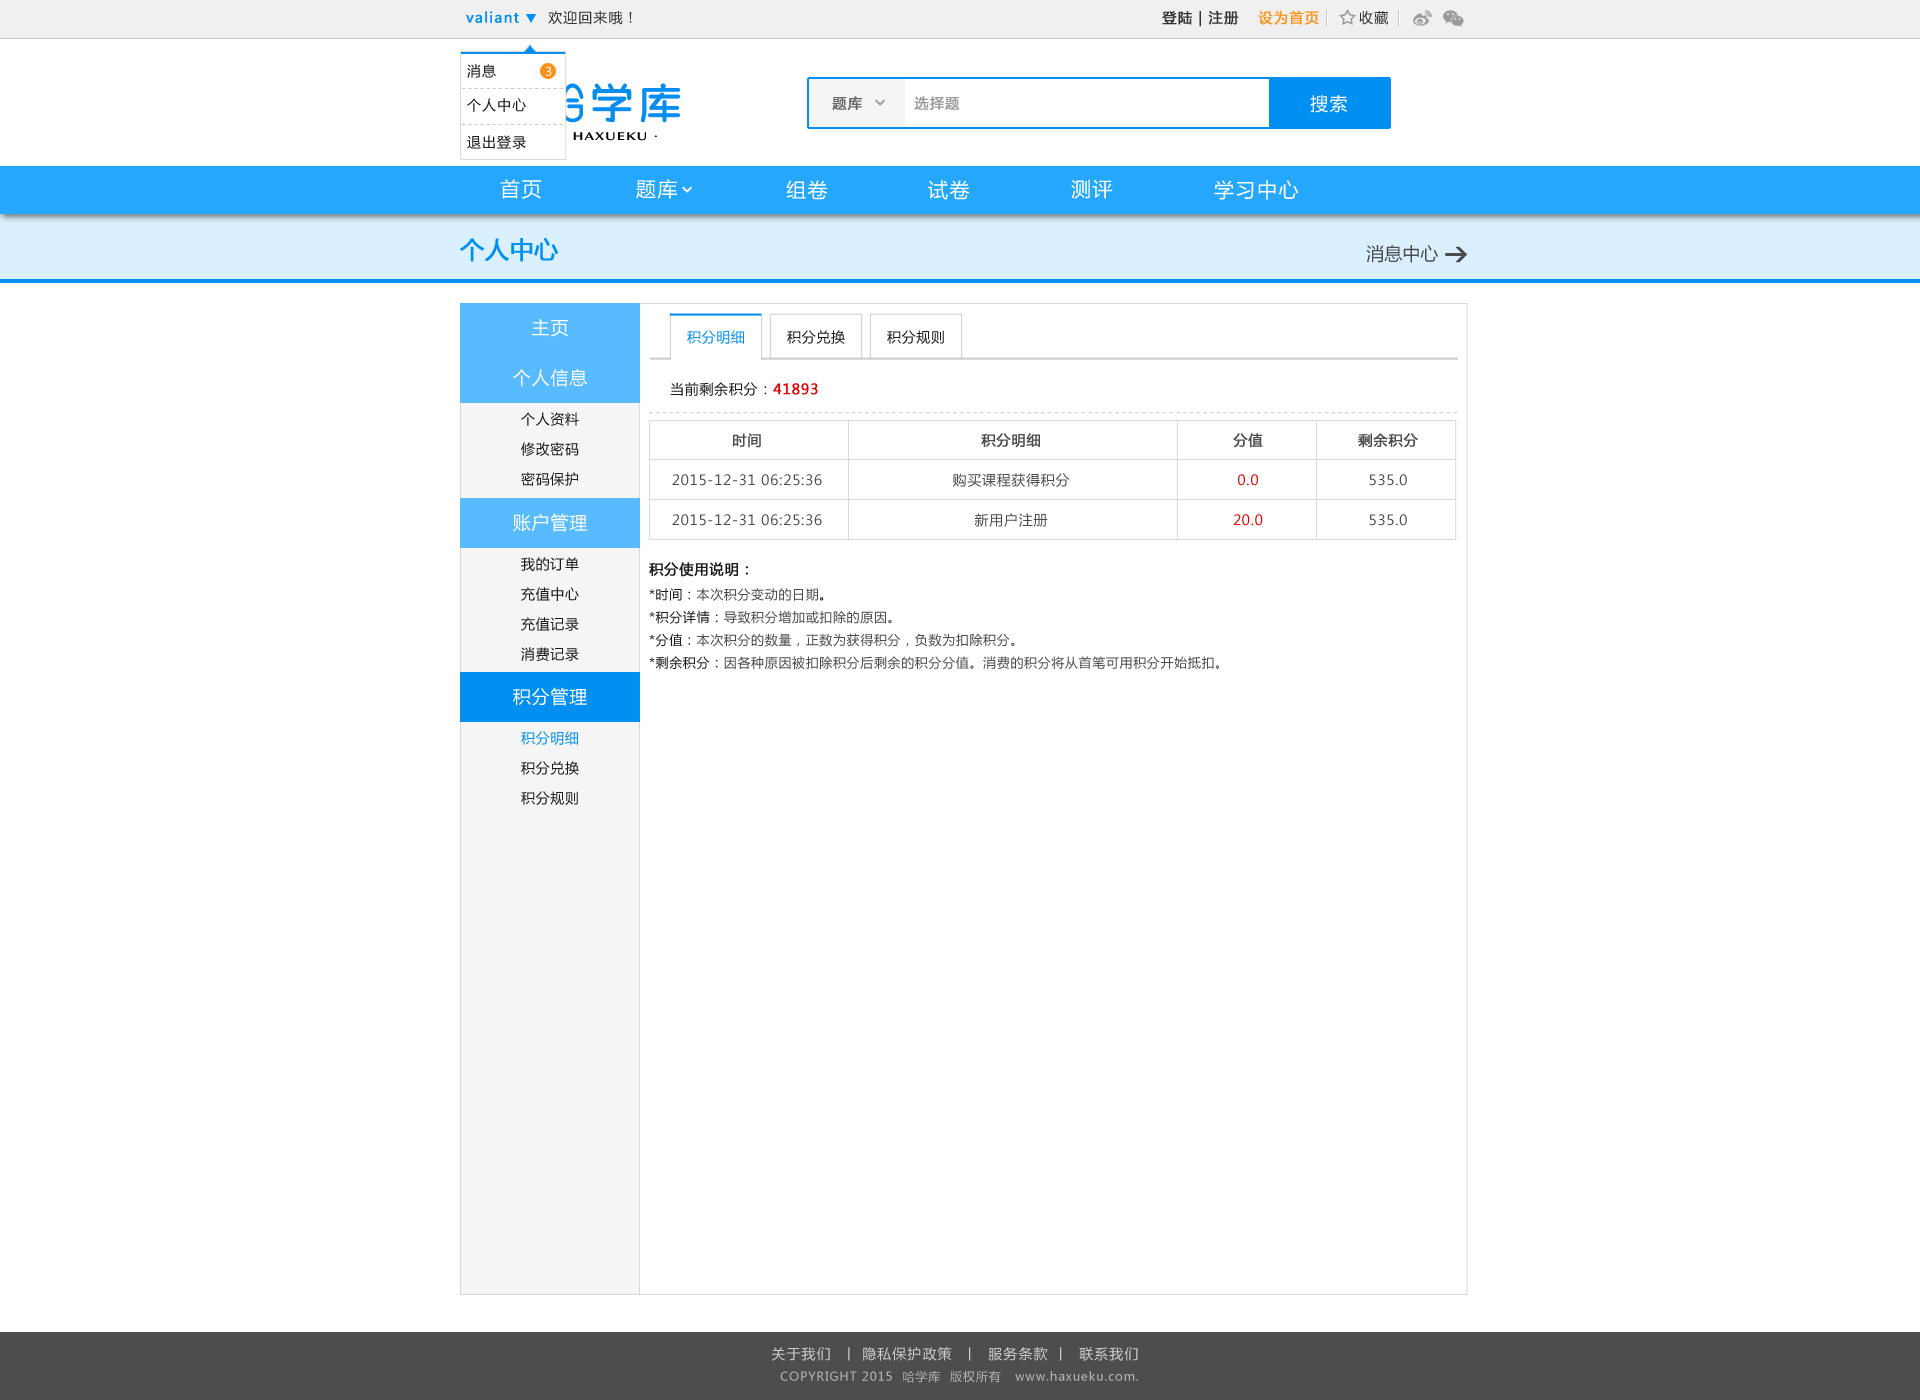 valiant ▼ 欢迎回来哦！
登陆 | 注册 设为首页 收藏
消息 3
个人中心
退出登录
哈学库
HAXUEKU ·
题库 选择题 搜索
首页 题库 组卷 试卷 测评 学习中心
个人中心 消息中心
主页
个人信息
个人资料
修改密码
密码保护
账户管理
我的订单
充值中心
充值记录
消费记录
积分管理
积分明细
积分兑换
积分规则
积分明细 积分兑换 积分规则
当前剩余积分：41893
时间 积分明细 分值 剩余积分
2015-12-31 06:25:36 购买课程获得积分 0.0 535.0
2015-12-31 06:25:36 新用户注册 20.0 535.0
积分使用说明：
*时间：本次积分变动的日期。
*积分详情：导致积分增加或扣除的原因。
*分值：本次积分的数量，正数为获得积分，负数为扣除积分。
*剩余积分：因各种原因被扣除积分后剩余的积分分值。消费的积分将从首笔可用积分开始抵扣。
关于我们 | 隐私保护政策 | 服务条款 | 联系我们
COPYRIGHT 2015 哈学库 版权所有 www.haxueku.com.